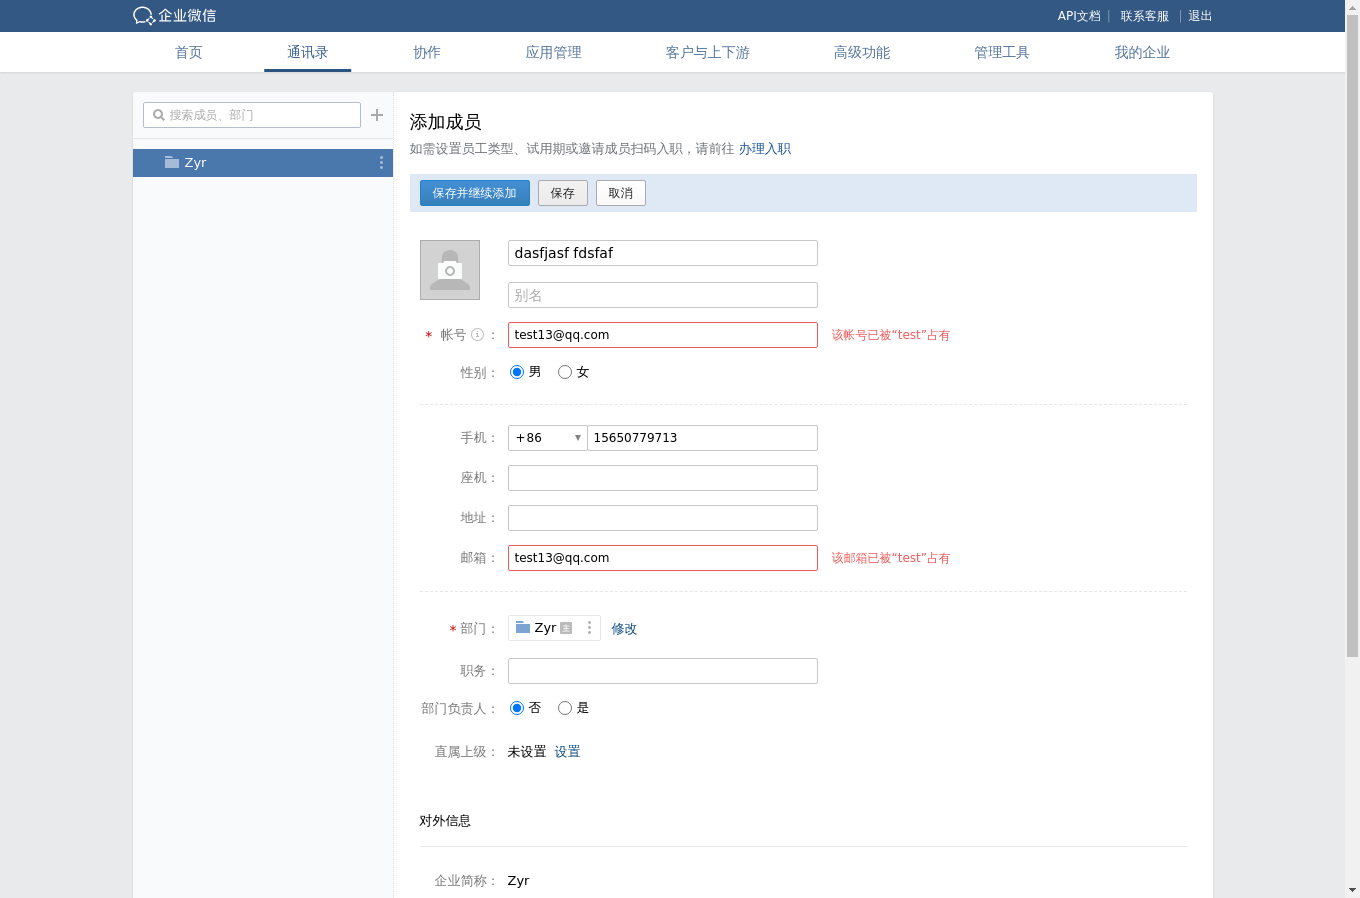 企业微信
API文档 | 联系客服 | 退出
首页 通讯录 协作 应用管理 客户与上下游 高级功能 管理工具 我的企业
搜索成员、部门
Zyr
添加成员
如需设置员工类型、试用期或邀请成员扫码入职，请前往 办理入职
保存并继续添加 保存 取消
dasfjasf fdsfaf
别名
* 帐号 ： test13@qq.com 该帐号已被“test”占有
性别： 男 女
手机： +86 15650779713
座机：
地址：
邮箱： test13@qq.com 该邮箱已被“test”占有
* 部门： Zyr 主 修改
职务：
部门负责人： 否 是
直属上级： 未设置 设置
对外信息
企业简称： Zyr